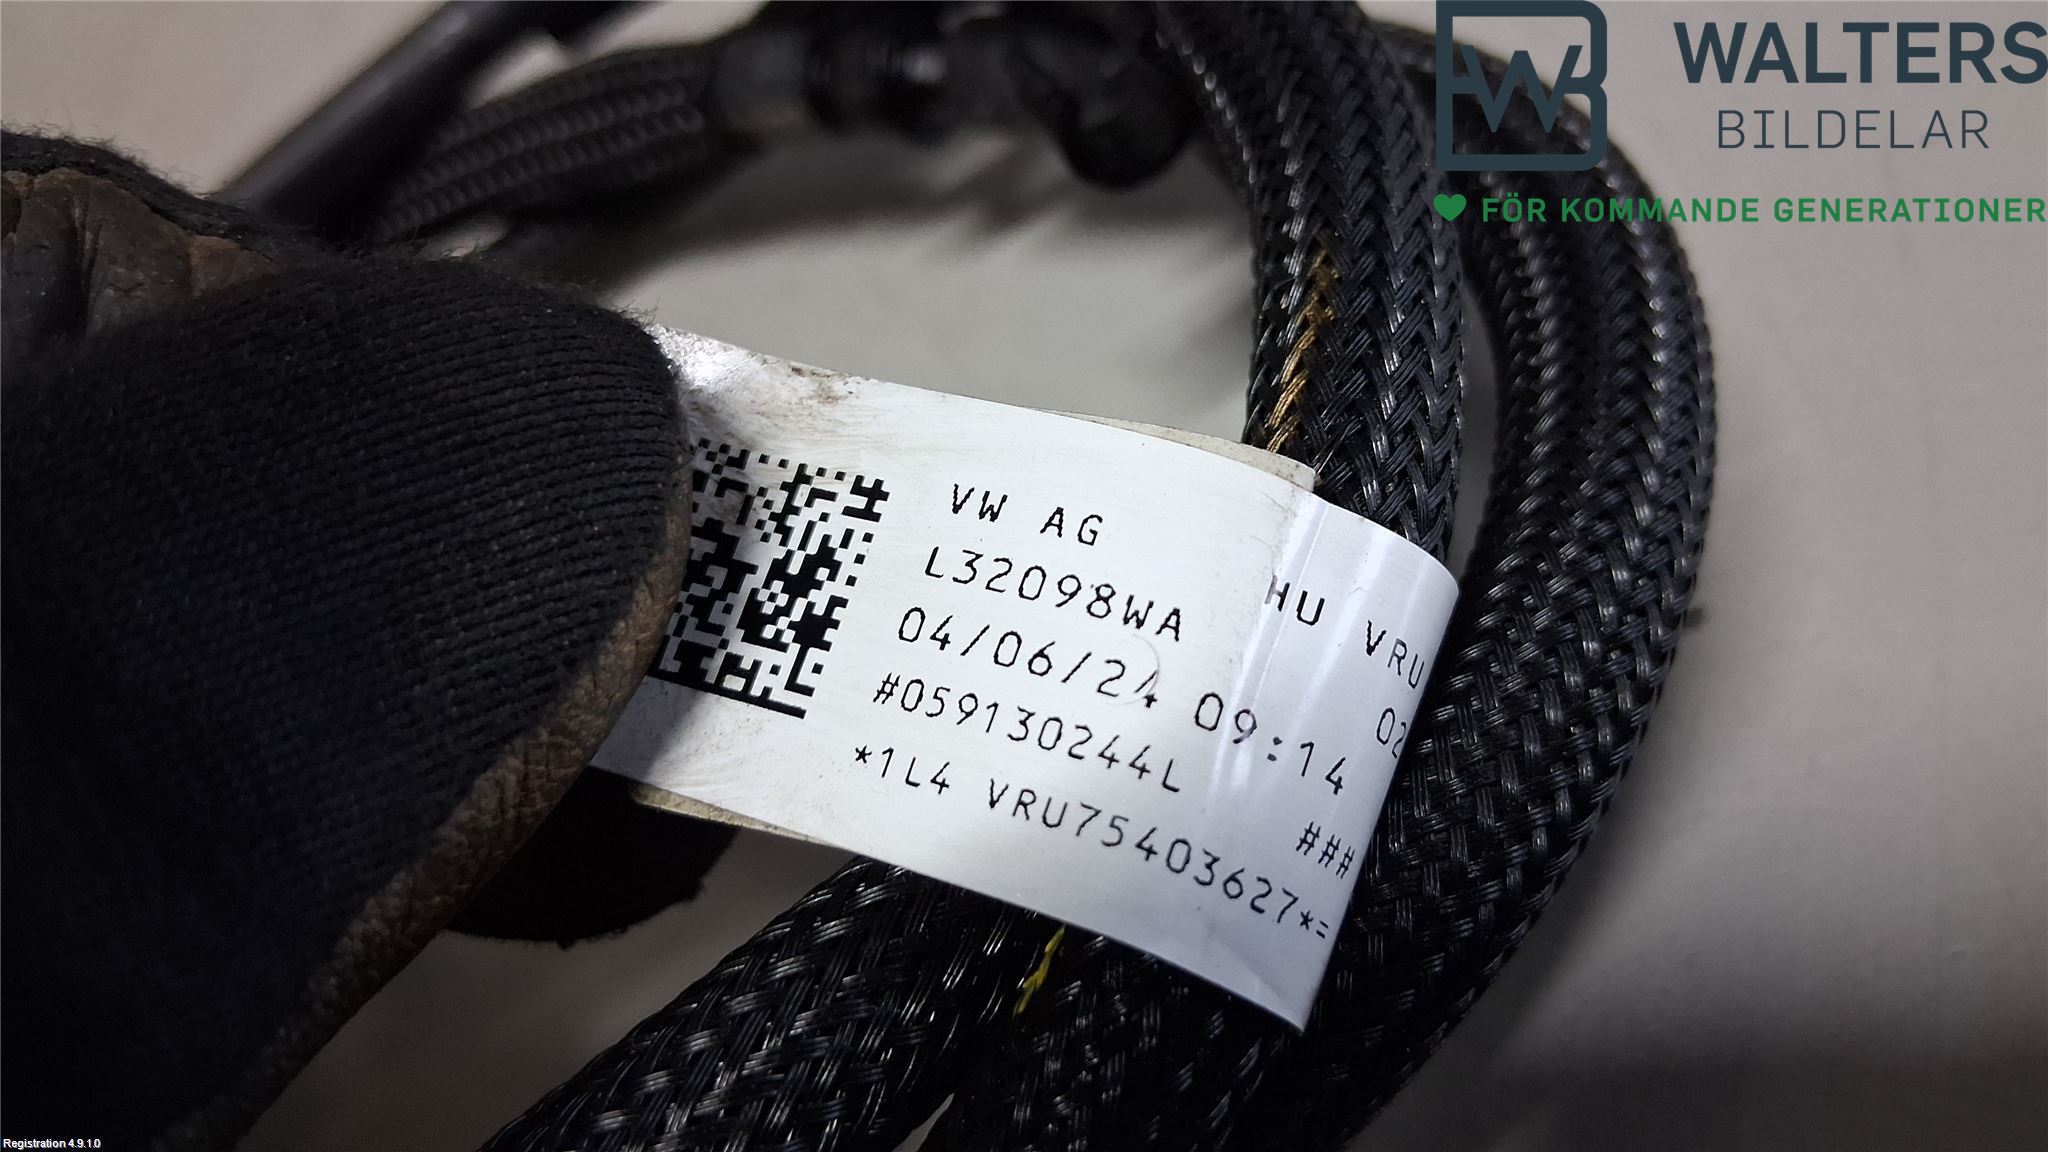 WALTERS
BILDELAR
FÖR KOMMANDE GENERATIONER
VW AG
L32098WA HU VRU
04/06/24 09:14 02
#059130244L ###
*1L4 VRU75403627*=
Registration 4.9.1.0